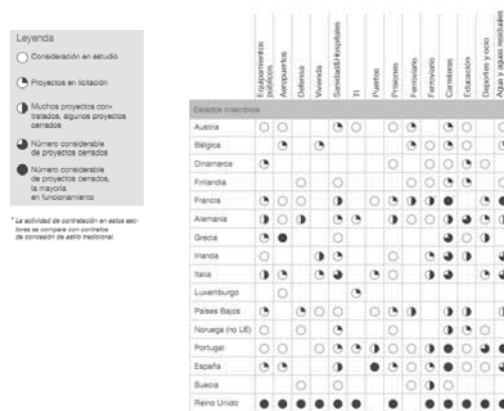 Leyenda
Consideración en estudio
Proyectos en licitación
Muchos proyectos con-
tratados, algunos proyectos
cerrados
Número considerable
de proyectos cerrados
Número considerable
de proyectos cerrados,
la mayoría
en funcionamiento
* La actividad de contratación en estos sec-
tores se compara con contratos
de concesión de estilo tradicional.
Equipamientos
públicos
Aeropuertos
Defensa
Vivienda
Sanidad/Hospitales
TI
Puertos
Prisiones
Ferroviario
Ferroviario
Carreteras
Educación
Deportes y ocio
Agua y aguas residuales
Estados miembros
Austria
Bélgica
Dinamarca
Finlandia
Francia
Alemania
Grecia
Irlanda
Italia
Luxemburgo
Países Bajos
Noruega (no UE)
Portugal
España
Suecia
Reino Unido